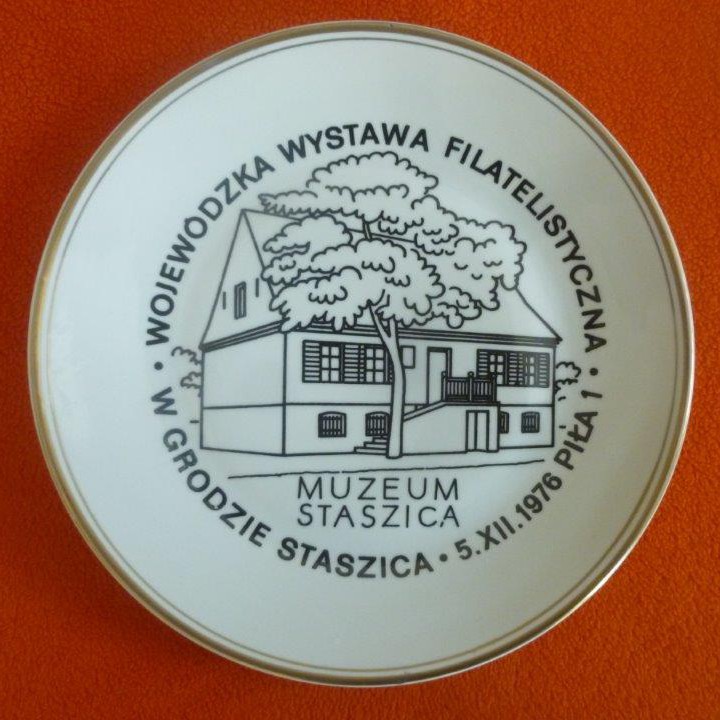 • WOJEWÓDZKA WYSTAWA FILATELISTYCZNA •
W GRODZIE STASZICA • 5.XII.1976 PIŁA 1
MUZEUM
STASZICA